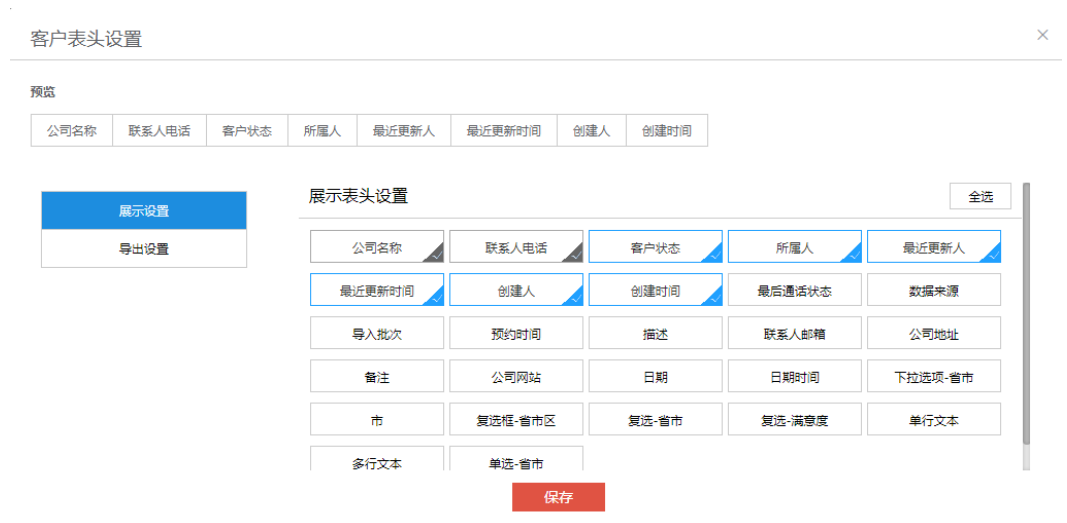 客户表头设置
预览
公司名称 联系人电话 客户状态 所属人 最近更新人 最近更新时间 创建人 创建时间
展示设置
导出设置
展示表头设置 全选
公司名称 联系人电话 客户状态 所属人 最近更新人
最近更新时间 创建人 创建时间 最后通话状态 数据来源
导入批次 预约时间 描述 联系人邮箱 公司地址
备注 公司网站 日期 日期时间 下拉选项-省市
市 复选框-省市区 复选-省市 复选-满意度 单行文本
多行文本 单选-省市
保存